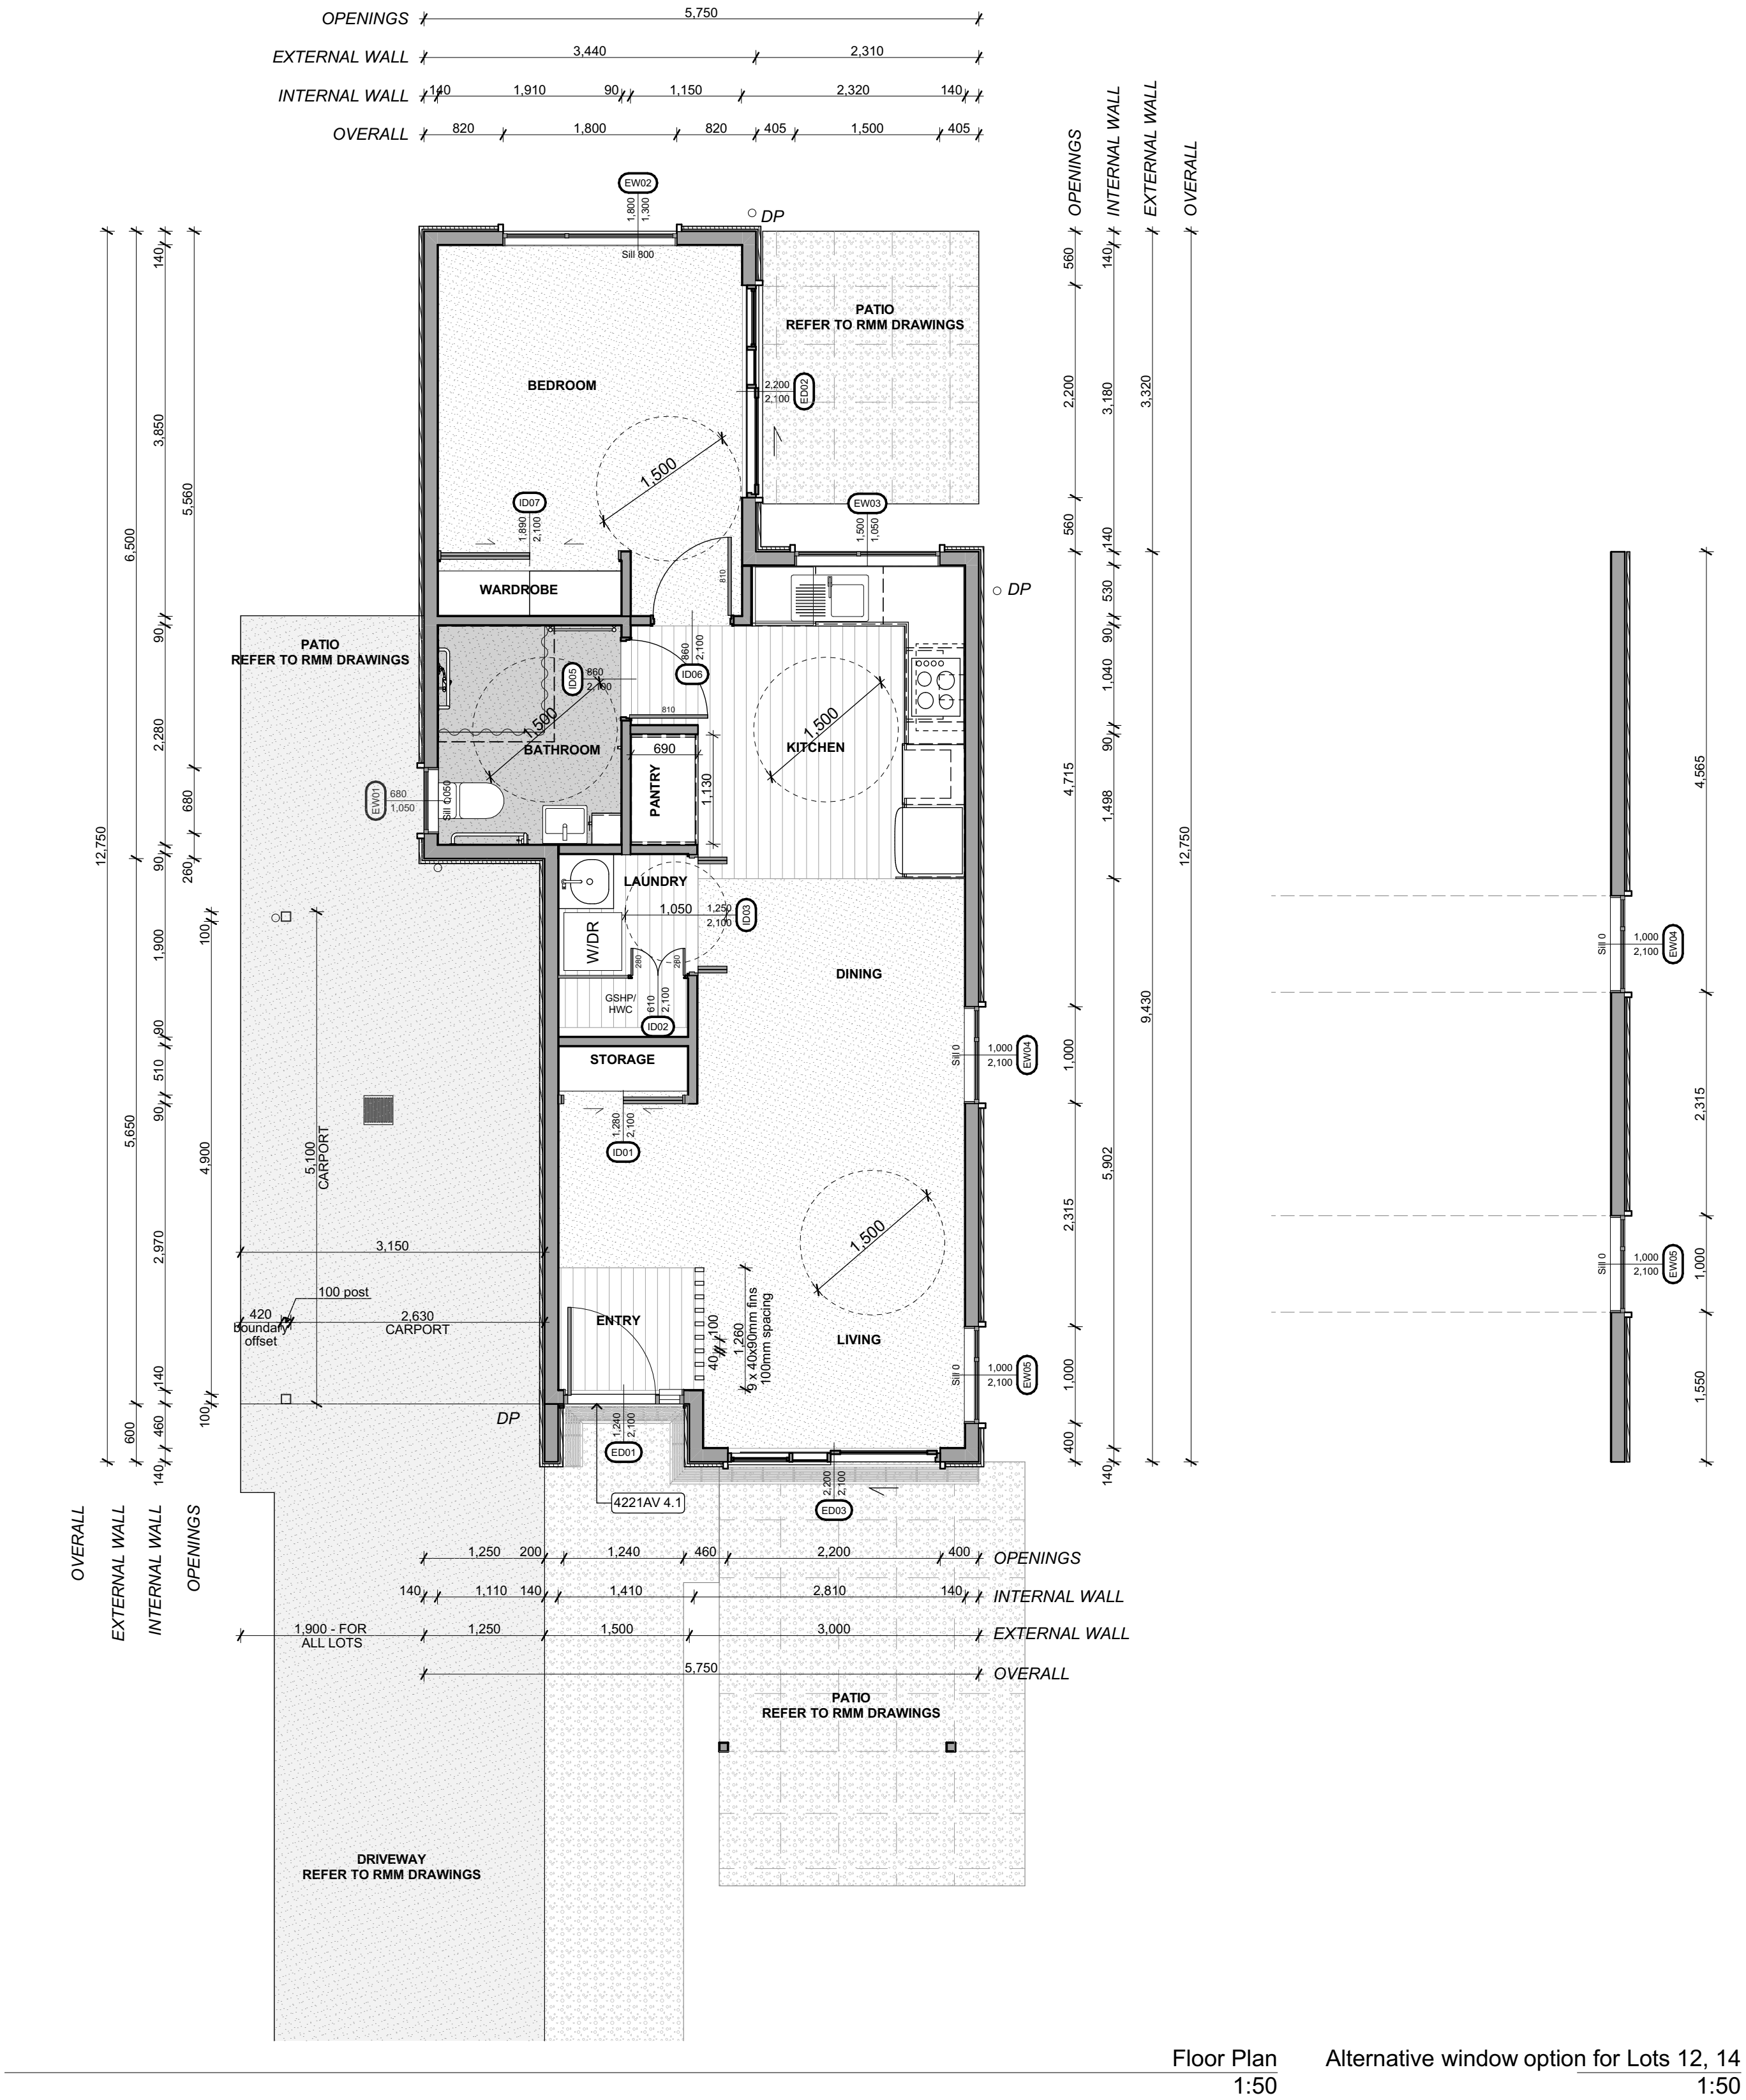 OPENINGS 5,750
EXTERNAL WALL 3,440 2,310
INTERNAL WALL 140 1,910 90 1,150 2,320 140
OVERALL 820 1,800 820 405 1,500 405
OPENINGS
INTERNAL WALL
EXTERNAL WALL
OVERALL
EW02
1,800
1,300
Sill 800
DP
PATIO
REFER TO RMM DRAWINGS
BEDROOM
2,200
2,100
ED02
1,500
ID07
1,890
2,100
EW03
1,500
1,050
WARDROBE
810
DP
PATIO
REFER TO RMM DRAWINGS
860
2,100
ID06
ID05
860
2,100
810
1,500
BATHROOM
1,500
KITCHEN
690
PANTRY
1,130
EW01
680
1,050
Sill 1,050
LAUNDRY
1,050
1,250
2,100
ID03
W/DR
280
280
GSHP/
HWC
610
2,100
ID02
DINING
STORAGE
Sill 0
1,000
2,100
EW04
1,280
2,100
ID01
5,100
CARPORT
3,150
100 post
420
boundary
offset
2,630
CARPORT
1,500
ENTRY
40
100
1,260
9 x 40x90mm fins
100mm spacing
LIVING
Sill 0
1,000
2,100
EW05
DP
1,240
2,100
ED01
4221AV 4.1
2,200
2,100
ED03
12,750
6,500
5,650
600
140
3,850
90
2,280
90
1,900
90
510
90
2,970
140
460
140
5,560
680
260
100
4,900
100
OVERALL
EXTERNAL WALL
INTERNAL WALL
OPENINGS
560
2,200
560
4,715
1,000
2,315
1,000
400
140
3,180
140
530
90
1,040
90
1,498
5,902
140
3,320
9,430
12,750
4,565
Sill 0
1,000
2,100
EW04
2,315
Sill 0
1,000
2,100
EW05
1,000
1,550
1,250 200 1,240 460 2,200 400 OPENINGS
140 1,110 140 1,410 2,810 140 INTERNAL WALL
1,900 - FOR
ALL LOTS
1,250 1,500 3,000 EXTERNAL WALL
5,750 OVERALL
PATIO
REFER TO RMM DRAWINGS
DRIVEWAY
REFER TO RMM DRAWINGS
Floor Plan
1:50
Alternative window option for Lots 12, 14
1:50